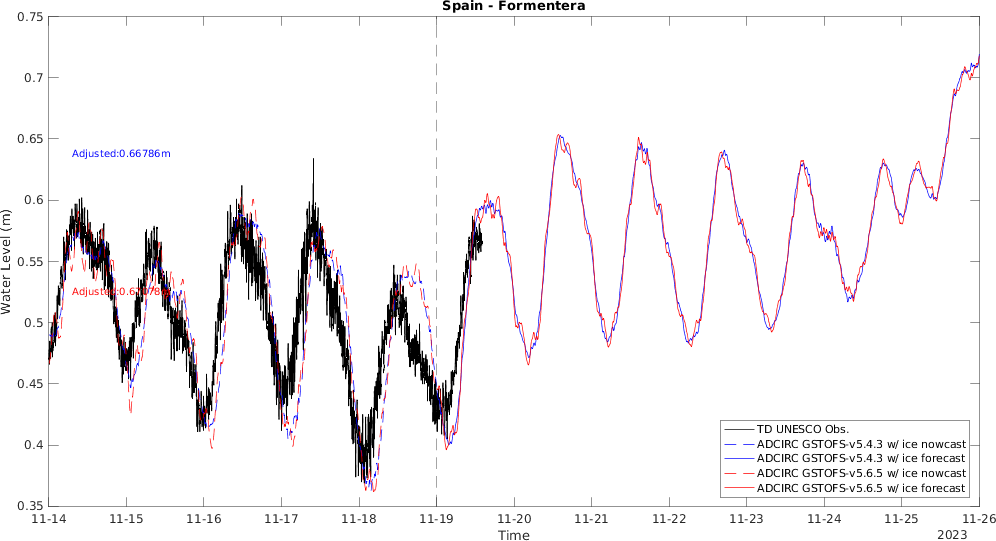 Spain - Formentera
0.75
0.7
0.65
0.6
0.55
0.5
0.45
0.4
0.35
Water Level (m)
Adjusted:0.66786m
11-14
11-15
11-16
11-17
11-18
11-19
11-20
11-21
11-22
11-23
11-24
11-25
11-26
Time
2023
TD UNESCO Obs.
ADCIRC GSTOFS-v5.4.3 w/ ice nowcast
ADCIRC GSTOFS-v5.4.3 w/ ice forecast
ADCIRC GSTOFS-v5.6.5 w/ ice nowcast
ADCIRC GSTOFS-v5.6.5 w/ ice forecast